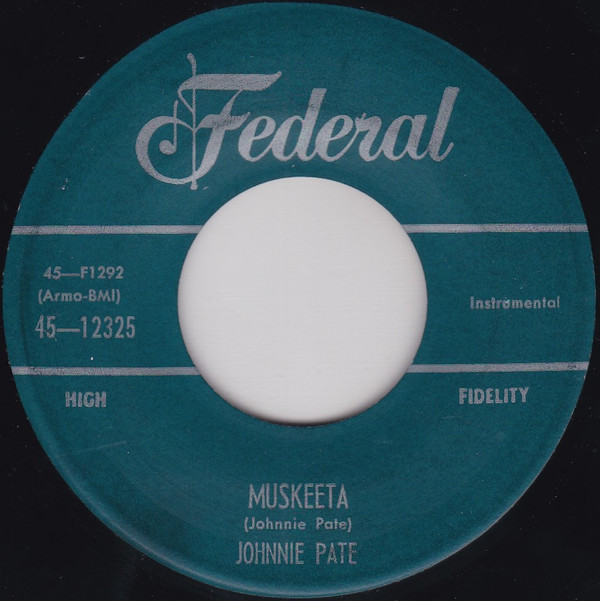 Federal
45—F1292
(Armo-BMI)
45—12325
Instrumental
HIGH
FIDELITY
MUSKEETA
(Johnnie Pate)
JOHNNIE PATE